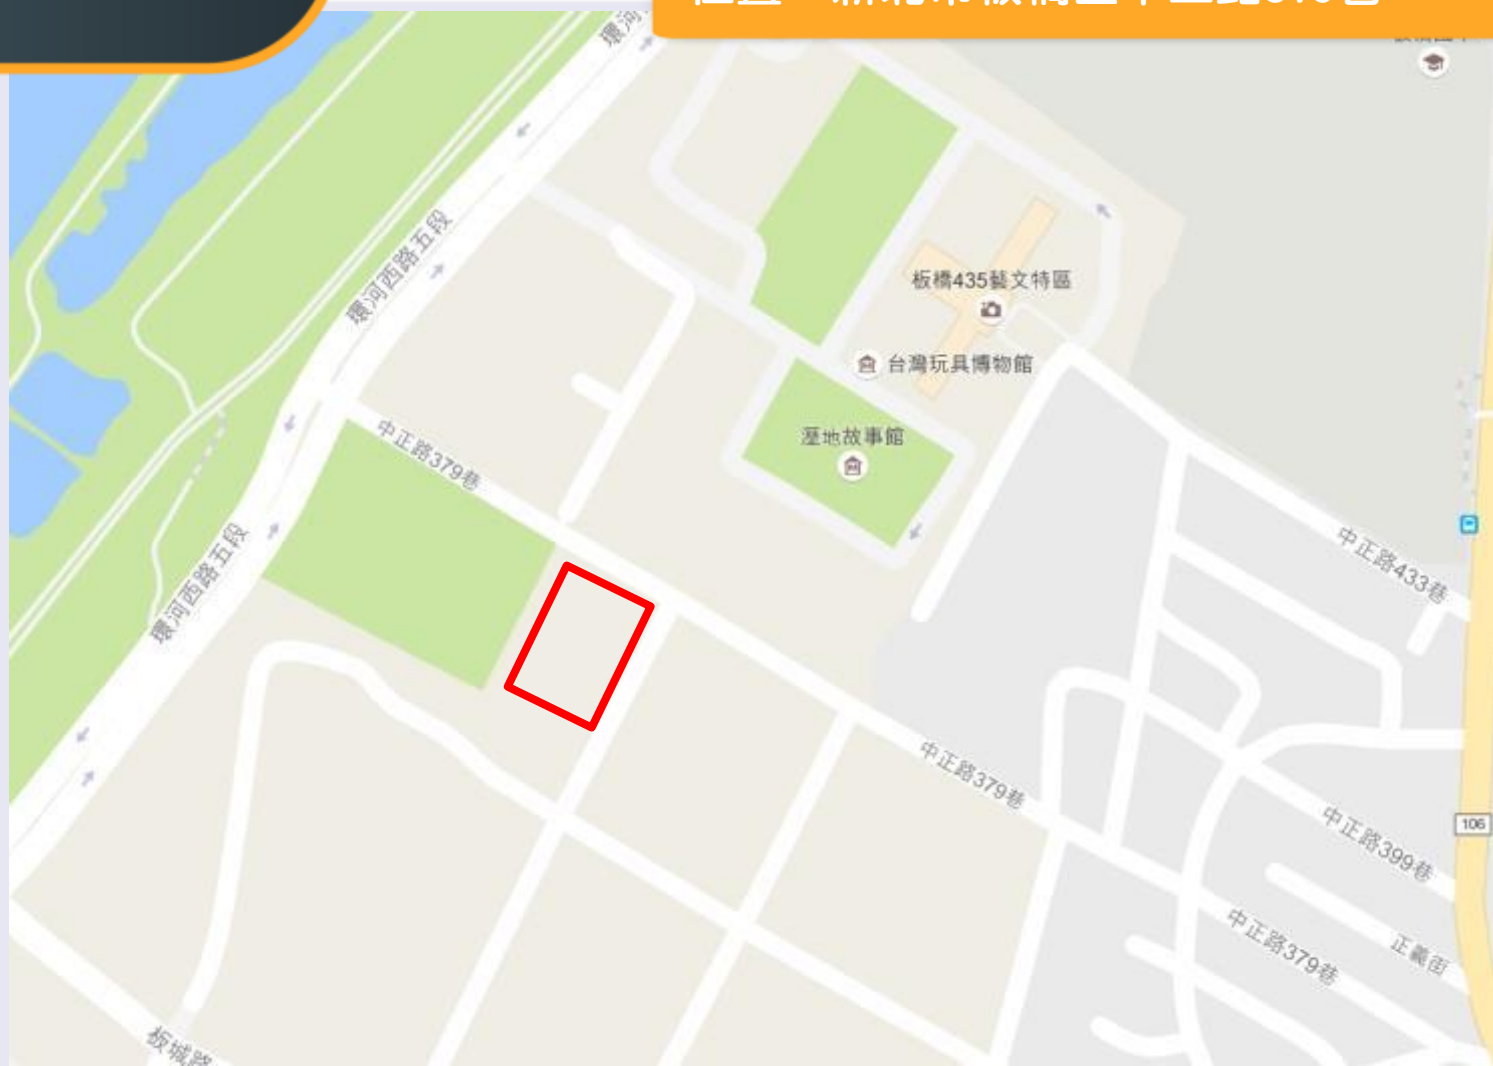 環河
環河西路五段
板橋435藝文特區
台灣玩具博物館
溼地故事館
中正路379巷
中正路433巷
環河西路五段
中正路379巷
106
中正路399巷
中正路379巷
正義街
板城路